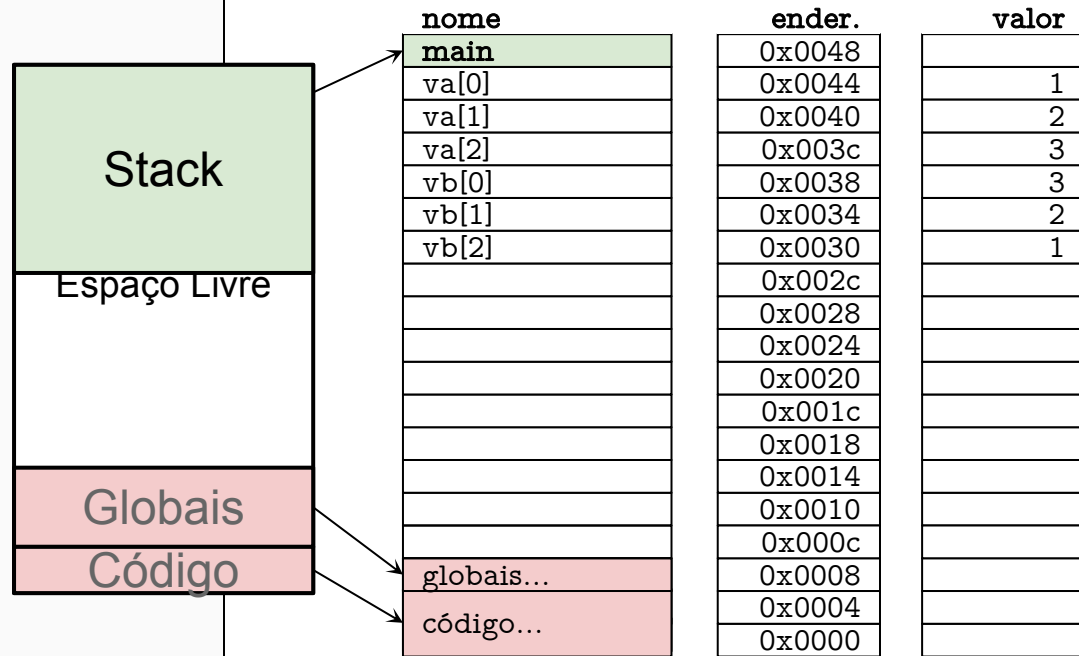 nome ender. valor
main 0x0048
va[0] 0x0044 1
va[1] 0x0040 2
va[2] 0x003c 3
vb[0] 0x0038 3
vb[1] 0x0034 2
vb[2] 0x0030 1
0x002c
0x0028
0x0024
0x0020
0x001c
0x0018
0x0014
0x0010
0x000c
globais... 0x0008
código... 0x0004
0x0000
Stack
Espaço Livre
Globais
Código